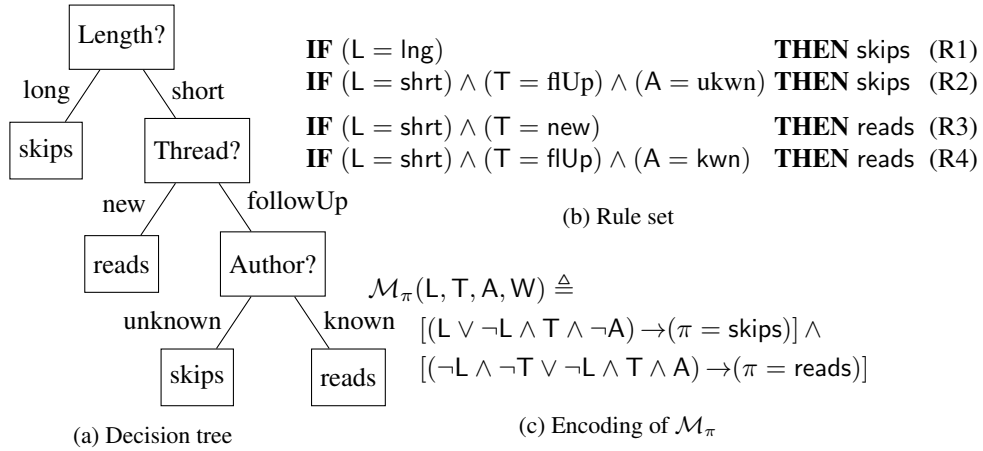 Length?
long
short
skips
Thread?
new
followUp
reads
Author?
unknown
known
skips
reads
(a) Decision tree
IF (L = lng) THEN skips (R1)
IF (L = shrt) ∧ (T = flUp) ∧ (A = ukwn) THEN skips (R2)
IF (L = shrt) ∧ (T = new) THEN reads (R3)
IF (L = shrt) ∧ (T = flUp) ∧ (A = kwn) THEN reads (R4)
(b) Rule set
ℳπ(L, T, A, W) ≜
[(L ∨ ¬L ∧ T ∧ ¬A) →(π = skips)] ∧
[(¬L ∧ ¬T ∨ ¬L ∧ T ∧ A) →(π = reads)]
(c) Encoding of ℳπ